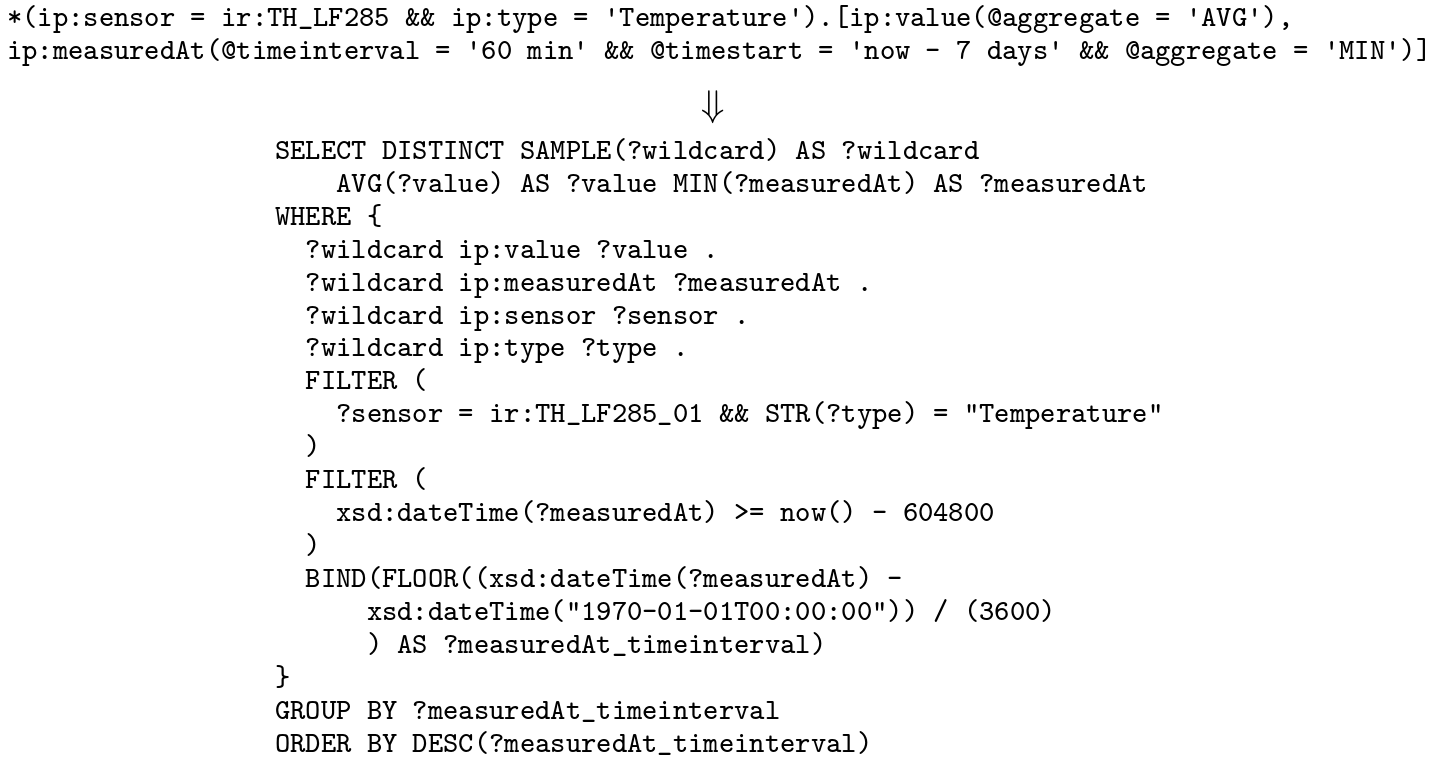 *(ip:sensor = ir:TH_LF285 && ip:type = 'Temperature').[ip:value(@aggregate = 'AVG'),
ip:measuredAt(@timeinterval = '60 min' && @timestart = 'now - 7 days' && @aggregate = 'MIN')]
⇓
SELECT DISTINCT SAMPLE(?wildcard) AS ?wildcard
    AVG(?value) AS ?value MIN(?measuredAt) AS ?measuredAt
WHERE {
  ?wildcard ip:value ?value .
  ?wildcard ip:measuredAt ?measuredAt .
  ?wildcard ip:sensor ?sensor .
  ?wildcard ip:type ?type .
  FILTER (
    ?sensor = ir:TH_LF285_01 && STR(?type) = "Temperature"
  )
  FILTER (
    xsd:dateTime(?measuredAt) >= now() - 604800
  )
  BIND(FLOOR((xsd:dateTime(?measuredAt) -
      xsd:dateTime("1970-01-01T00:00:00")) / (3600)
      ) AS ?measuredAt_timeinterval)
}
GROUP BY ?measuredAt_timeinterval
ORDER BY DESC(?measuredAt_timeinterval)